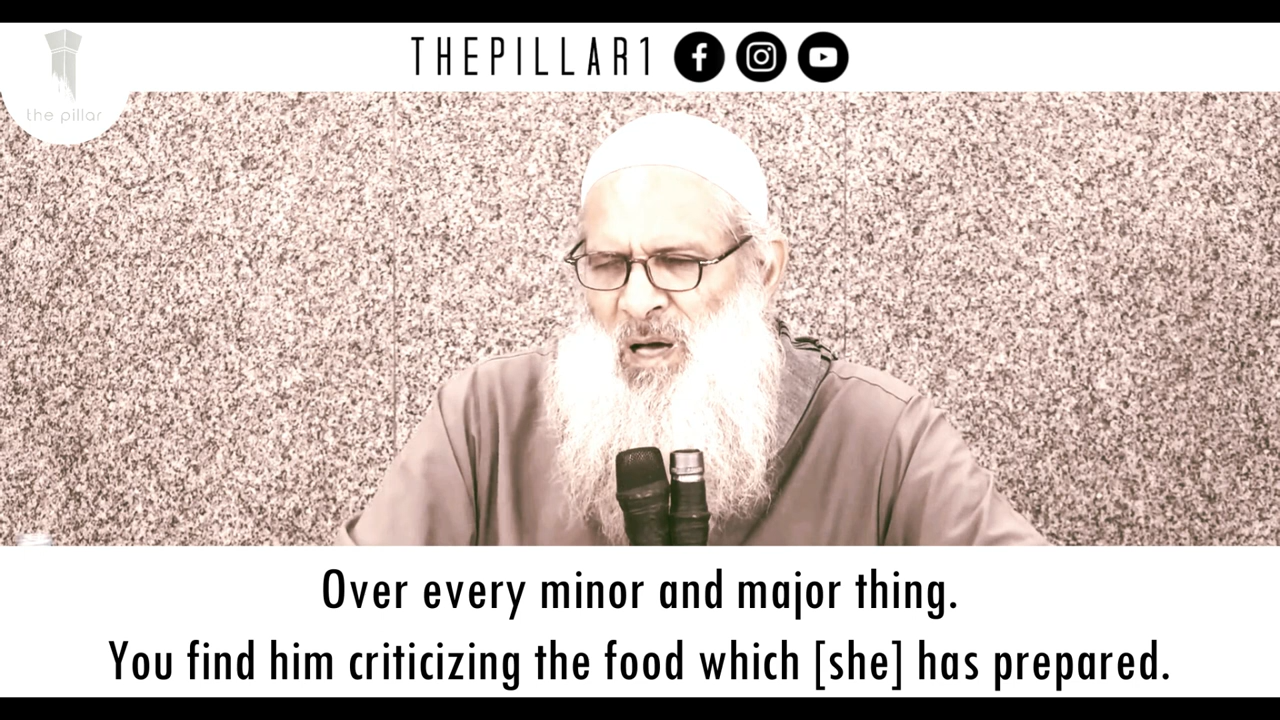 THEPILLAR1
the pillar
Over every minor and major thing.
You find him criticizing the food which [she] has prepared.